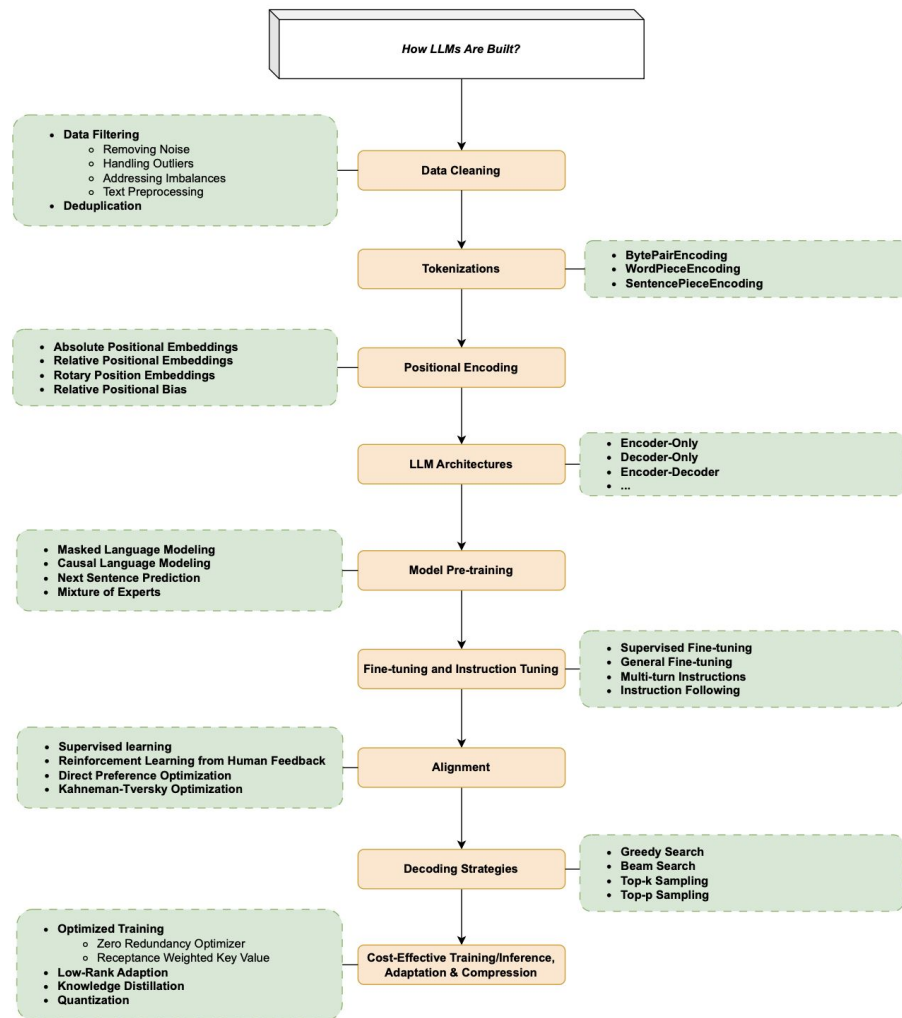 How LLMs Are Built?
Data Filtering
Removing Noise
Handling Outliers
Addressing Imbalances
Text Preprocessing
Deduplication
Data Cleaning
Tokenizations
BytePairEncoding
WordPieceEncoding
SentencePieceEncoding
Absolute Positional Embeddings
Relative Positional Embeddings
Rotary Position Embeddings
Relative Positional Bias
Positional Encoding
LLM Architectures
Encoder-Only
Decoder-Only
Encoder-Decoder
...
Masked Language Modeling
Causal Language Modeling
Next Sentence Prediction
Mixture of Experts
Model Pre-training
Fine-tuning and Instruction Tuning
Supervised Fine-tuning
General Fine-tuning
Multi-turn Instructions
Instruction Following
Supervised learning
Reinforcement Learning from Human Feedback
Direct Preference Optimization
Kahneman-Tversky Optimization
Alignment
Decoding Strategies
Greedy Search
Beam Search
Top-k Sampling
Top-p Sampling
Optimized Training
Zero Redundancy Optimizer
Receptance Weighted Key Value
Low-Rank Adaption
Knowledge Distillation
Quantization
Cost-Effective Training/Inference,
Adaptation & Compression